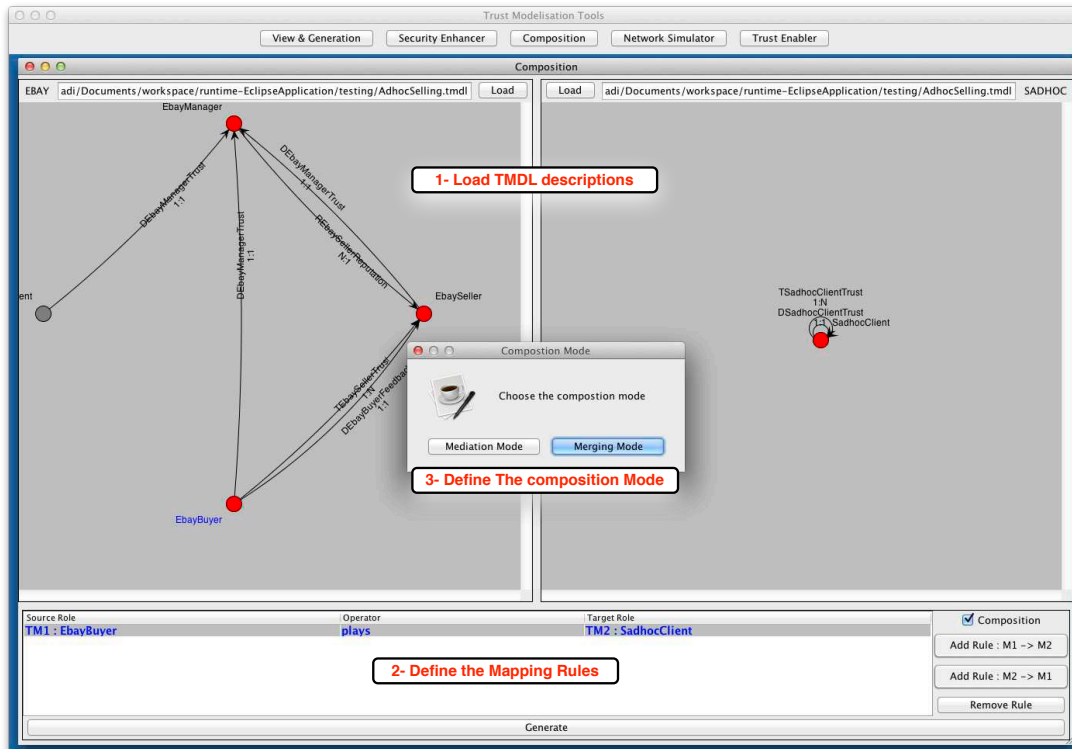 Trust Modelisation Tools
View & Generation Security Enhancer Composition Network Simulator Trust Enabler
Composition
EBAY adi/Documents/workspace/runtime-EclipseApplication/testing/AdhocSelling.tmdl Load
Load adi/Documents/workspace/runtime-EclipseApplication/testing/AdhocSelling.tmdl SADHOC
EbayManager
DEbayManagerTrust
1:1
DEbayManagerTrust
1:1
DEbayManagerTrust
1:1
REbaySellerReputation
N:1
1- Load TMDL descriptions
ent
EbaySeller
TSadhocClientTrust
1:N
DSadhocClientTrust
1:1 SadhocClient
TEbaySellerTrust
1:N
DEbayBuyerFeedbac
1:1
EbayBuyer
Compostion Mode
Choose the compostion mode
Mediation Mode Merging Mode
3- Define The composition Mode
Source Role Operator Target Role
TM1 : EbayBuyer plays TM2 : SadhocClient
2- Define the Mapping Rules
Composition
Add Rule : M1 -> M2
Add Rule : M2 -> M1
Remove Rule
Generate